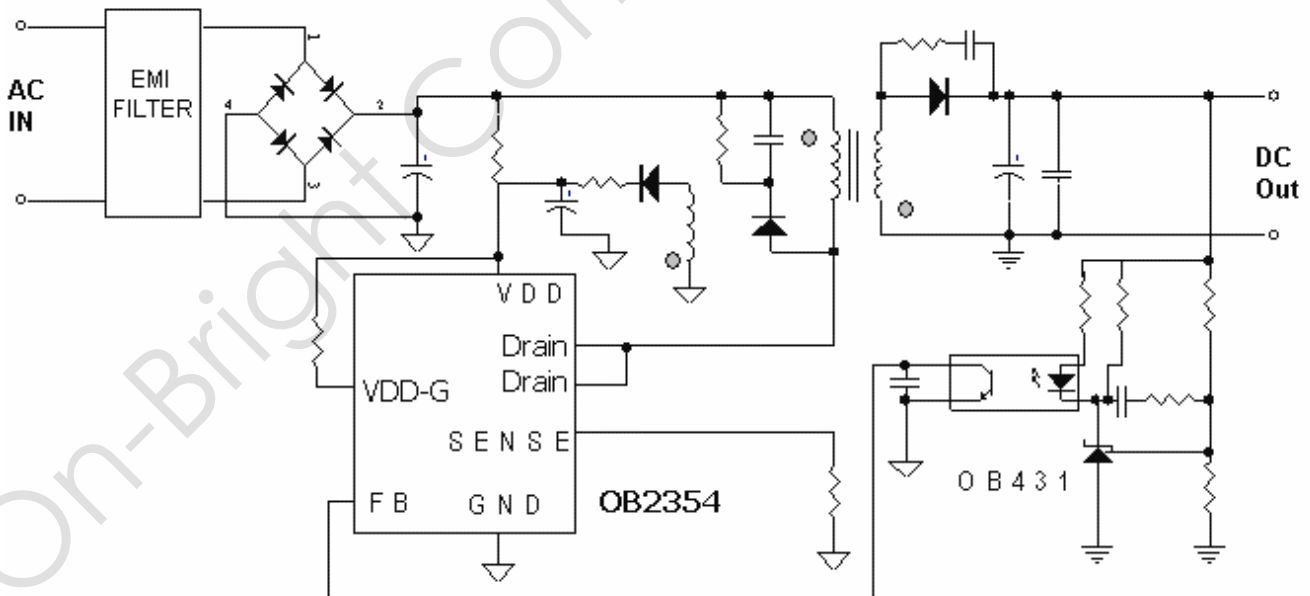 AC
IN
EMI
FILTER
1
2
3
4
DC
Out
VDD
Drain
Drain
VDD-G
SENSE
FB
GND
OB2354
OB431
On-Bright Con